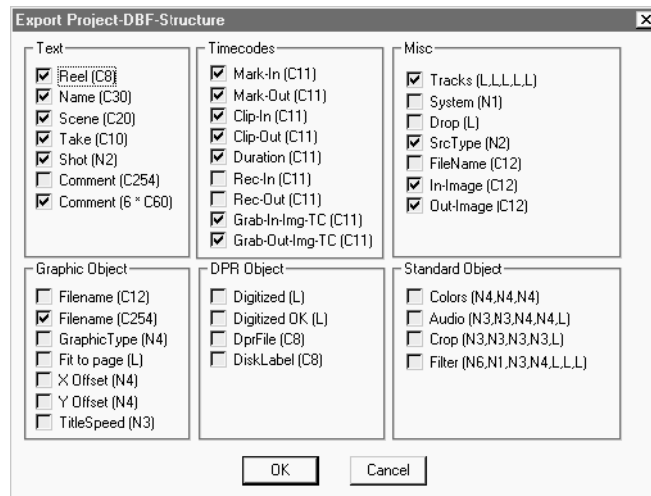 Export Project-DBF-Structure
Text
Reel (C8)
Name (C30)
Scene (C20)
Take (C10)
Shot (N2)
Comment (C254)
Comment (6 * C60)
Timecodes
Mark-In (C11)
Mark-Out (C11)
Clip-In (C11)
Clip-Out (C11)
Duration (C11)
Rec-In (C11)
Rec-Out (C11)
Grab-In-Img-TC (C11)
Grab-Out-Img-TC (C11)
Misc
Tracks (L,L,L,L,L)
System (N1)
Drop (L)
SrcType (N2)
FileName (C12)
In-Image (C12)
Out-Image (C12)
Graphic Object
Filename (C12)
Filename (C254)
GraphicType (N4)
Fit to page (L)
X Offset (N4)
Y Offset (N4)
TitleSpeed (N3)
DPR Object
Digitized (L)
Digitized OK (L)
DprFile (C8)
DiskLabel (C8)
Standard Object
Colors (N4,N4,N4)
Audio (N3,N3,N4,N4,L)
Crop (N3,N3,N3,N3,L)
Filter (N6,N1,N3,N4,L,L,L)
OK
Cancel